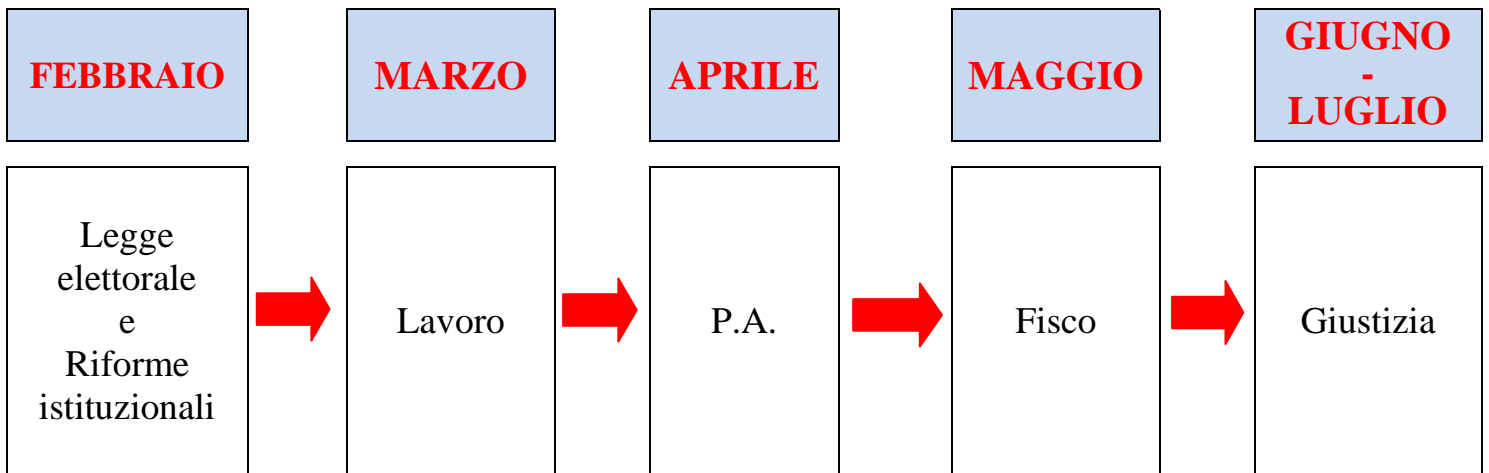 FEBBRAIO
MARZO
APRILE
MAGGIO
GIUGNO
-
LUGLIO
Legge
elettorale
e
Riforme
istituzionali
Lavoro
P.A.
Fisco
Giustizia